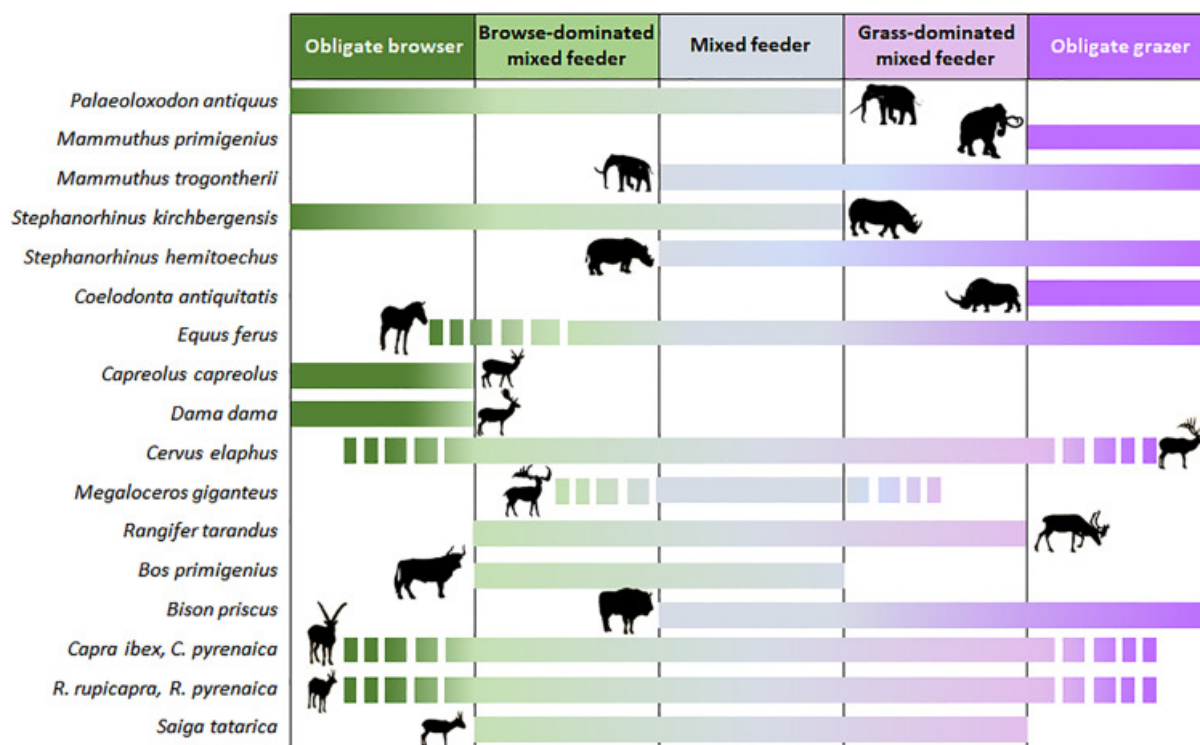 Obligate browser
Browse-dominated
mixed feeder
Mixed feeder
Grass-dominated
mixed feeder
Obligate grazer
Palaeoloxodon antiquus
Mammuthus primigenius
Mammuthus trogontherii
Stephanorhinus kirchbergensis
Stephanorhinus hemitoechus
Coelodonta antiquitatis
Equus ferus
Capreolus capreolus
Dama dama
Cervus elaphus
Megaloceros giganteus
Rangifer tarandus
Bos primigenius
Bison priscus
Capra ibex, C. pyrenaica
R. rupicapra, R. pyrenaica
Saiga tatarica